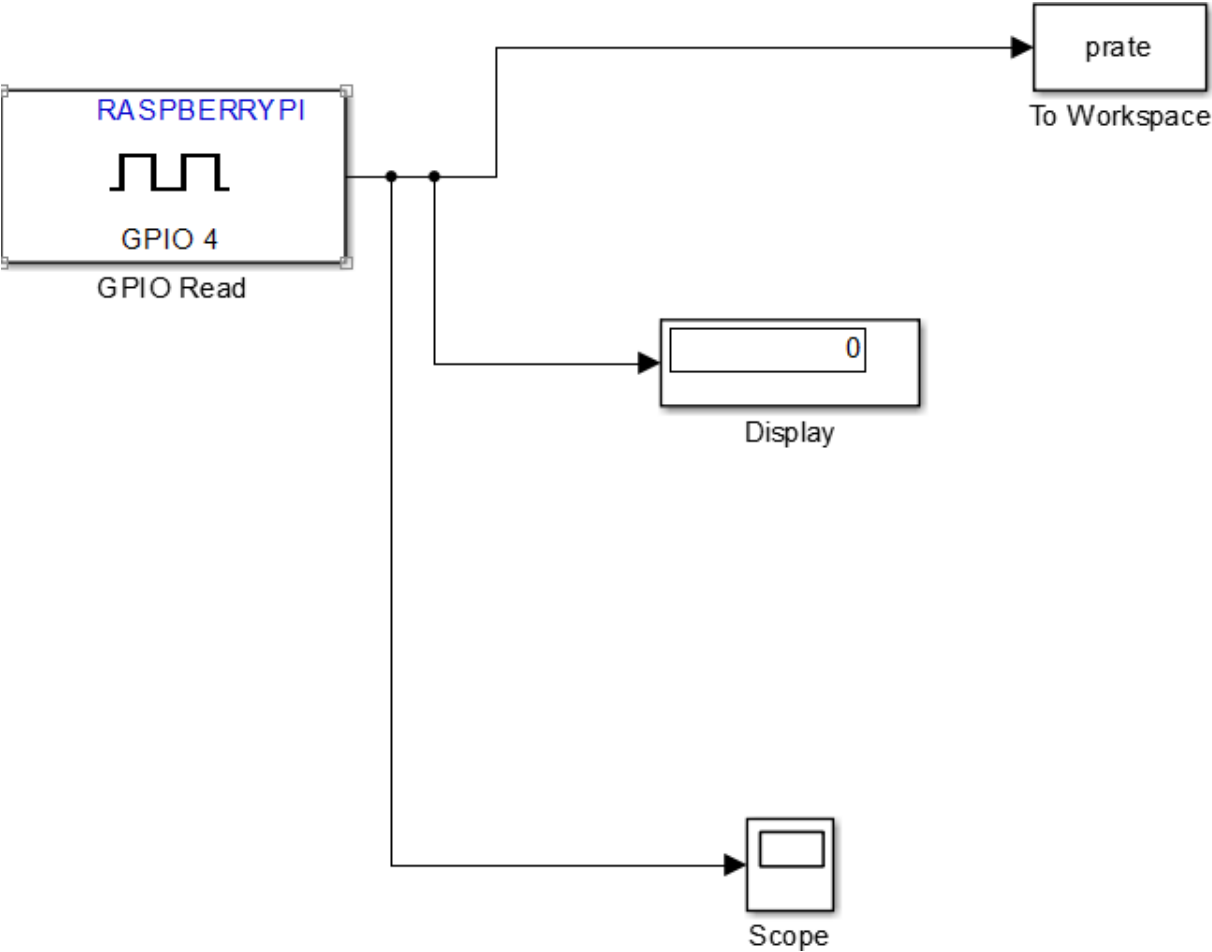 prate
To Workspace
RASPBERRYPI
GPIO 4
GPIO Read
0
Display
Scope